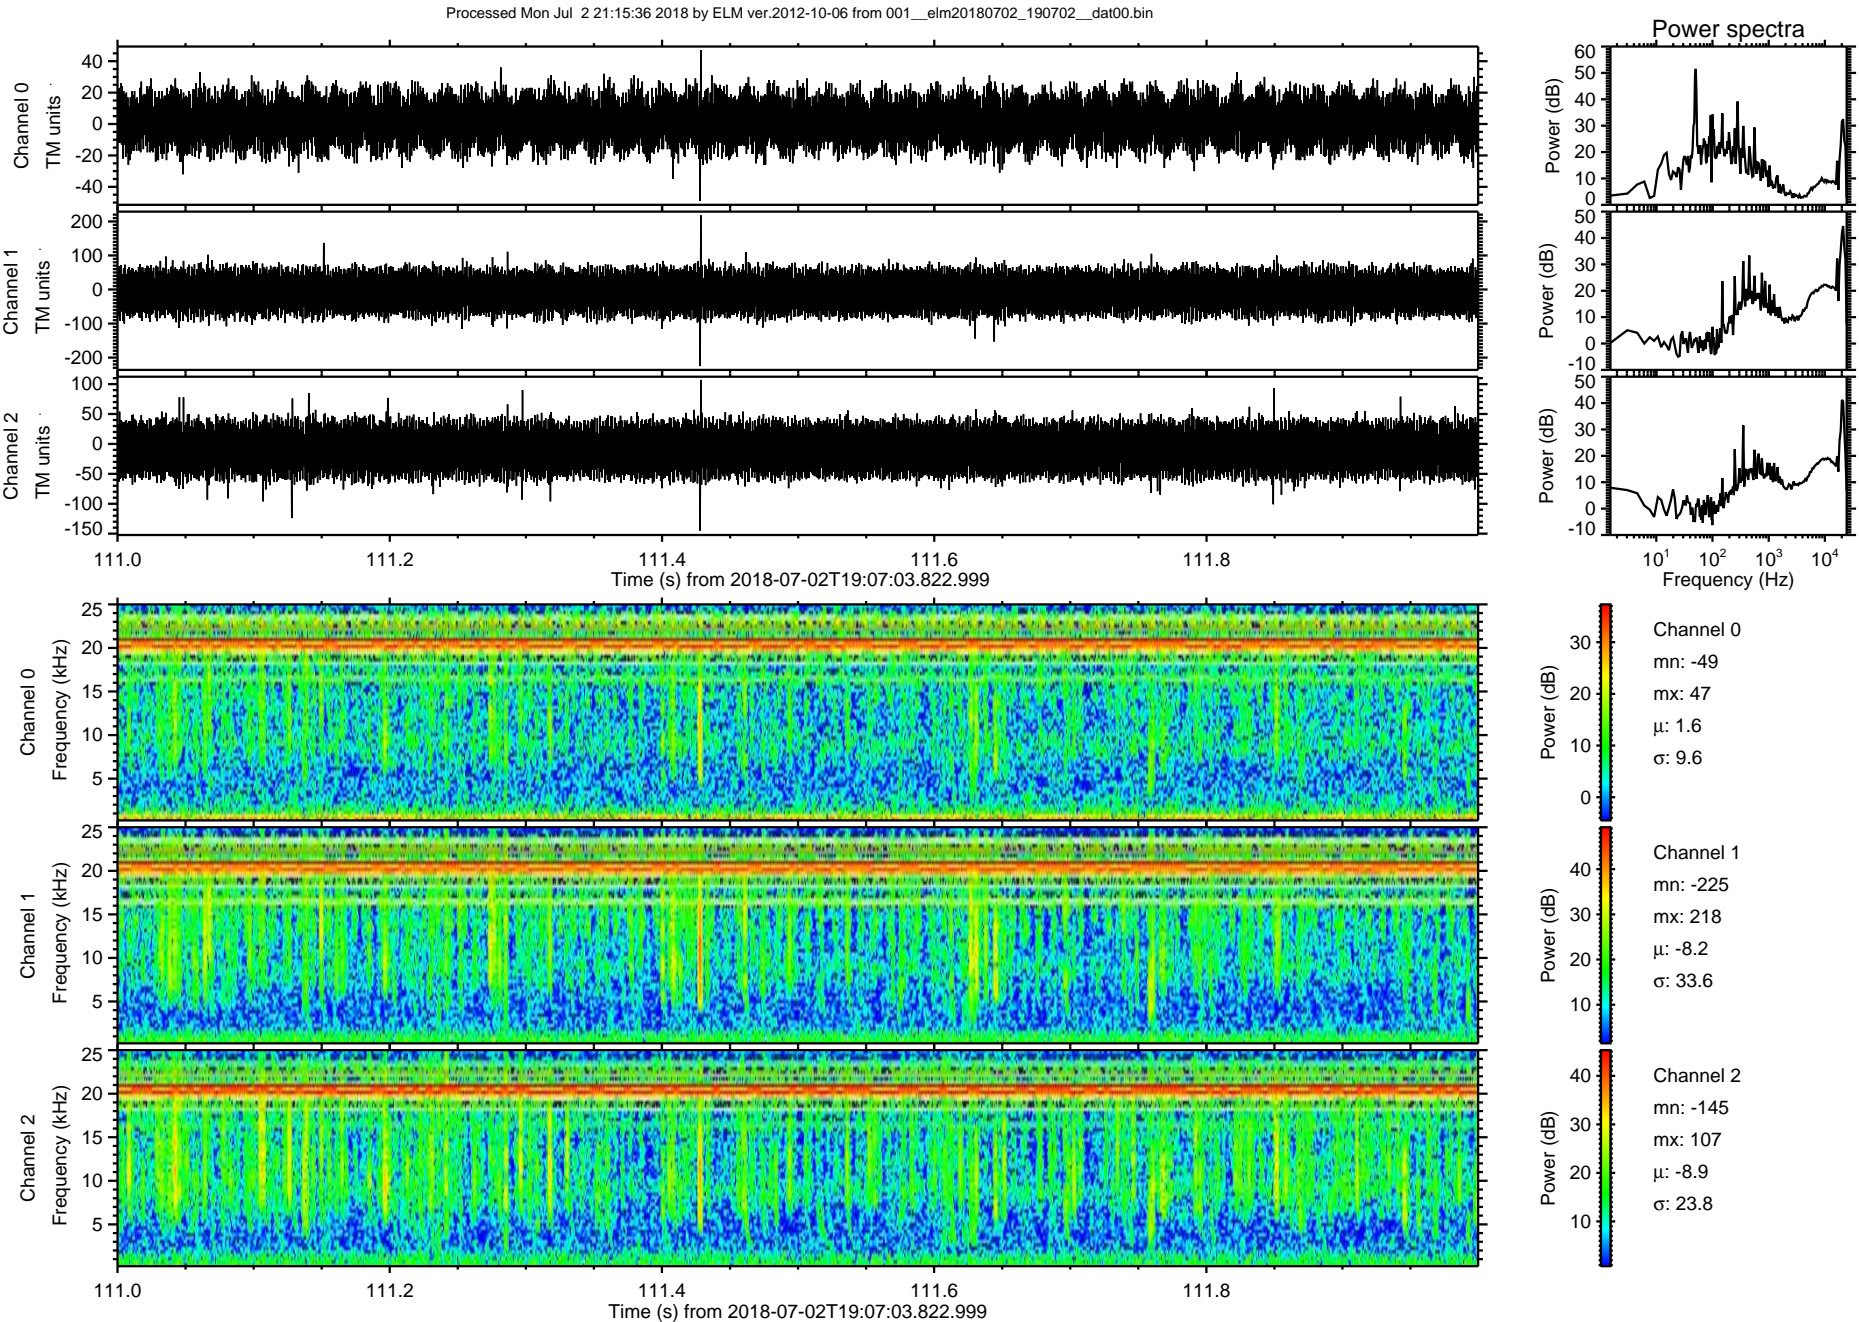 Processed Mon Jul  2 21:15:36 2018 by ELM ver.2012-10-06 from 001__elm20180702_190702__dat00.bin
Power spectra
Channel 0
TM units
40
20
0
-20
-40
Power (dB)
60
50
40
30
20
10
0
Channel 1
TM units
200
100
0
-100
-200
Power (dB)
50
40
30
20
10
0
-10
Channel 2
TM units
100
50
0
-50
-100
-150
Power (dB)
50
40
30
20
10
0
-10
111.0 111.2 111.4 111.6 111.8
Time (s) from 2018-07-02T19:07:03.822.999
10¹ 10² 10³ 10⁴
Frequency (Hz)
Channel 0
Frequency (kHz)
25
20
15
10
5
Power (dB)
30
20
10
0
Channel 0
mn: -49
mx: 47
μ: 1.6
σ: 9.6
Channel 1
Frequency (kHz)
25
20
15
10
5
Power (dB)
40
30
20
10
Channel 1
mn: -225
mx: 218
μ: -8.2
σ: 33.6
Channel 2
Frequency (kHz)
25
20
15
10
5
Power (dB)
40
30
20
10
Channel 2
mn: -145
mx: 107
μ: -8.9
σ: 23.8
111.0 111.2 111.4 111.6 111.8
Time (s) from 2018-07-02T19:07:03.822.999